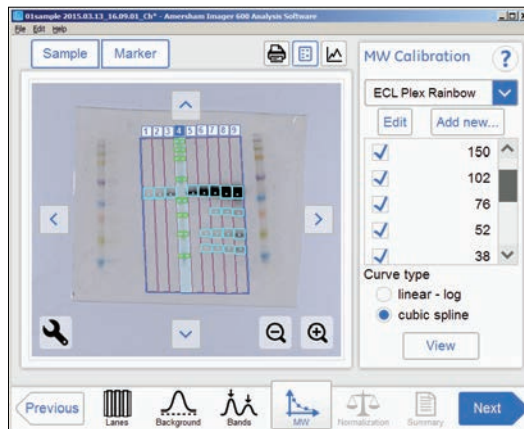 01sample 2015.03.13_16.09.01_Ch* - Amersham Imager 600 Analysis Software
File Edit Help
Sample Marker
MW Calibration ?
ECL Plex Rainbow
Edit Add new...
150
102
76
52
38
Curve type
linear - log
cubic spline
View
1 2 3 4 5 6 7 8 9
Previous Lanes Background Bands MW Normalization Summary Next